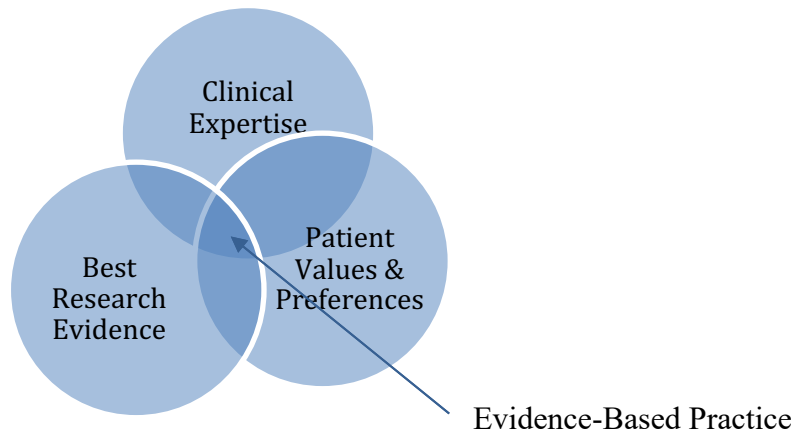 Clinical
Expertise
Patient
Values &
Preferences
Best
Research
Evidence
Evidence-Based Practice